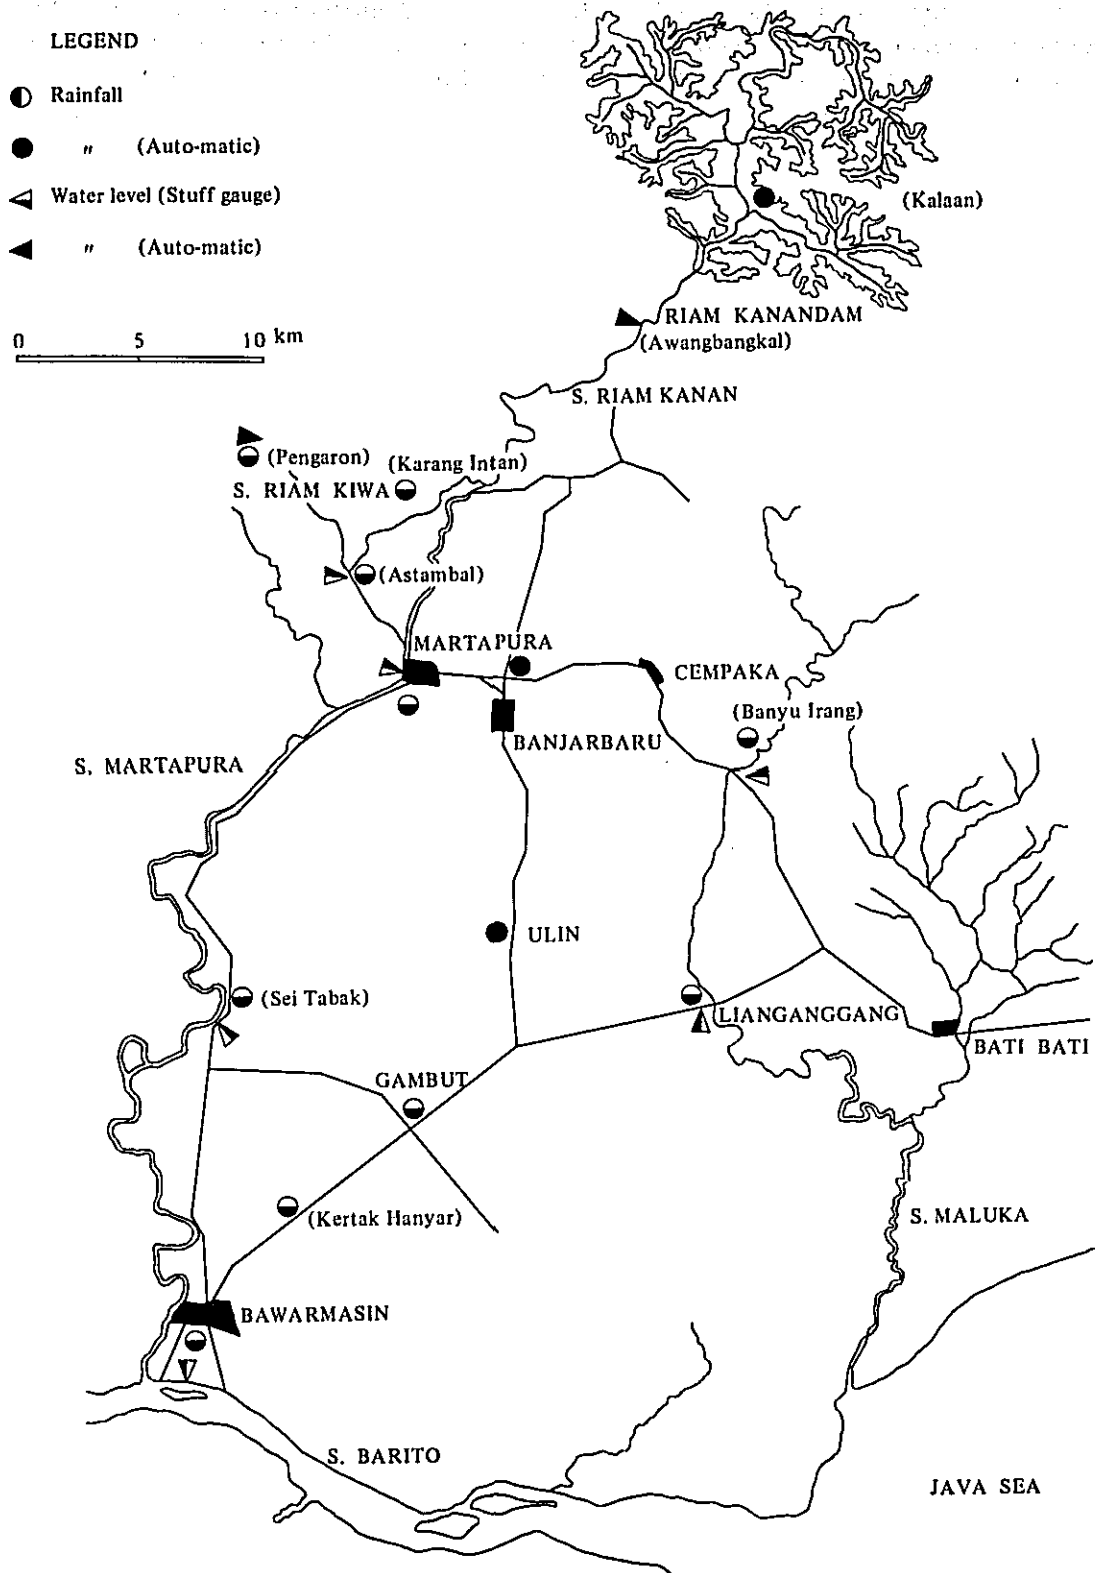 LEGEND
Rainfall
" (Auto-matic)
Water level (Stuff gauge)
" (Auto-matic)
0 5 10 km
(Kalaan)
RIAM KANANDAM
(Awangbangkal)
S. RIAM KANAN
(Pengaron)
(Karang Intan)
S. RIAM KIWA
(Astambal)
MARTAPURA
CEMPAKA
(Banyu Irang)
BANJARBARU
S. MARTAPURA
ULIN
(Sei Tabak)
LIANGANGGANG
BATI BATI
GAMBUT
(Kertak Hanyar)
S. MALUKA
BAWARMASIN
S. BARITO
JAVA SEA